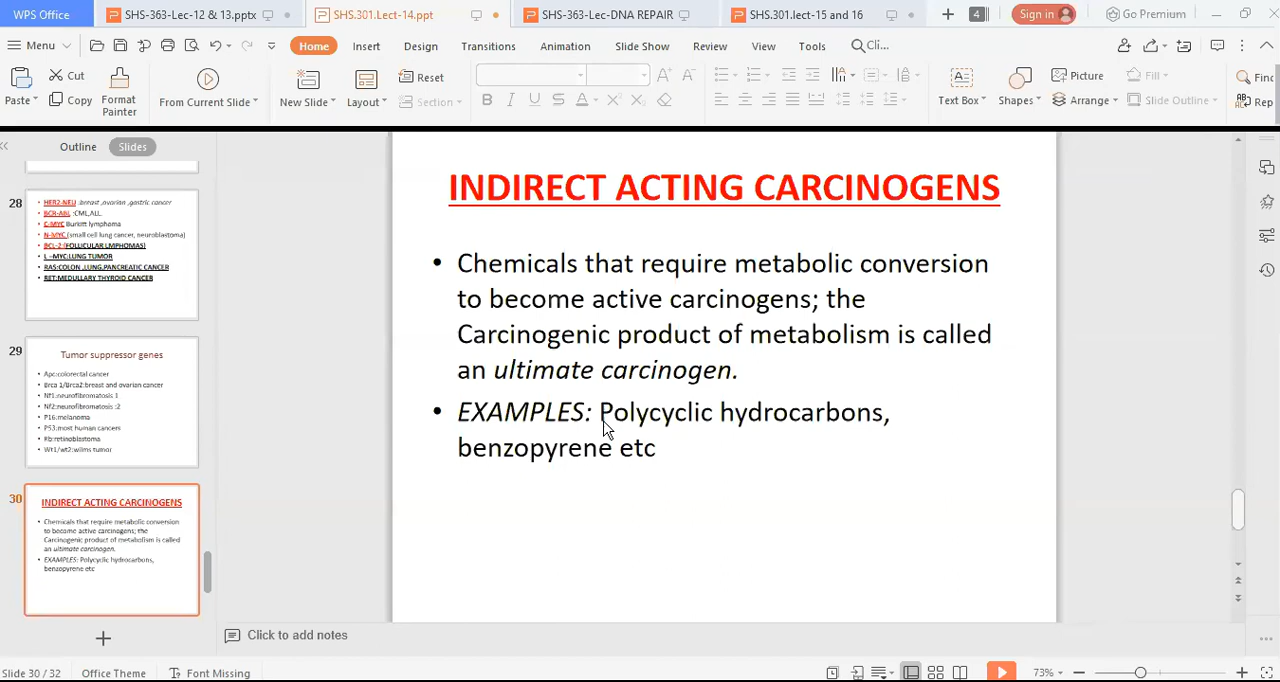 WPS Office SHS-363-Lec-12 & 13.pptx SHS.301.Lect-14.ppt SHS-363-Lec-DNA REPAIR SHS.301.lect-15 and 16 4 Sign in Go Premium
Menu Home Insert Design Transitions Animation Slide Show Review View Tools Cli...
Paste Cut Copy Format Painter From Current Slide New Slide Layout Reset Section B I U S A Text Box Shapes Picture Arrange Fill Slide Outline Find Rep
Outline Slides
28
HER2-NEU :breast ,ovarian ,gastric cancer
BCR-ABL :CML,ALL
C-MYC Burkitt lymphoma
N-MYC (small cell lung cancer, neuroblastoma)
BCL-2 (FOLLICULAR LMPHOMAS)
L –MYC:LUNG TUMOR
RAS:COLON ,LUNG,PANCREATIC CANCER
RET:MEDULLARY THYROID CANCER
29
Tumor suppressor genes
Apc:colorectal cancer
Brca 1/Brca2:breast and ovarian cancer
Nf1:neurofibromatosis 1
Nf2:neurofibromatosis :2
P16:melanoma
P53:most human cancers
Rb:retinoblastoma
Wt1/wt2:wilms tumor
30
INDIRECT ACTING CARCINOGENS
Chemicals that require metabolic conversion
to become active carcinogens; the
Carcinogenic product of metabolism is called
an ultimate carcinogen.
EXAMPLES: Polycyclic hydrocarbons,
benzopyrene etc
INDIRECT ACTING CARCINOGENS
• Chemicals that require metabolic conversion
to become active carcinogens; the
Carcinogenic product of metabolism is called
an ultimate carcinogen.
• EXAMPLES: Polycyclic hydrocarbons,
benzopyrene etc
Click to add notes
Slide 30 / 32 Office Theme Font Missing 73%